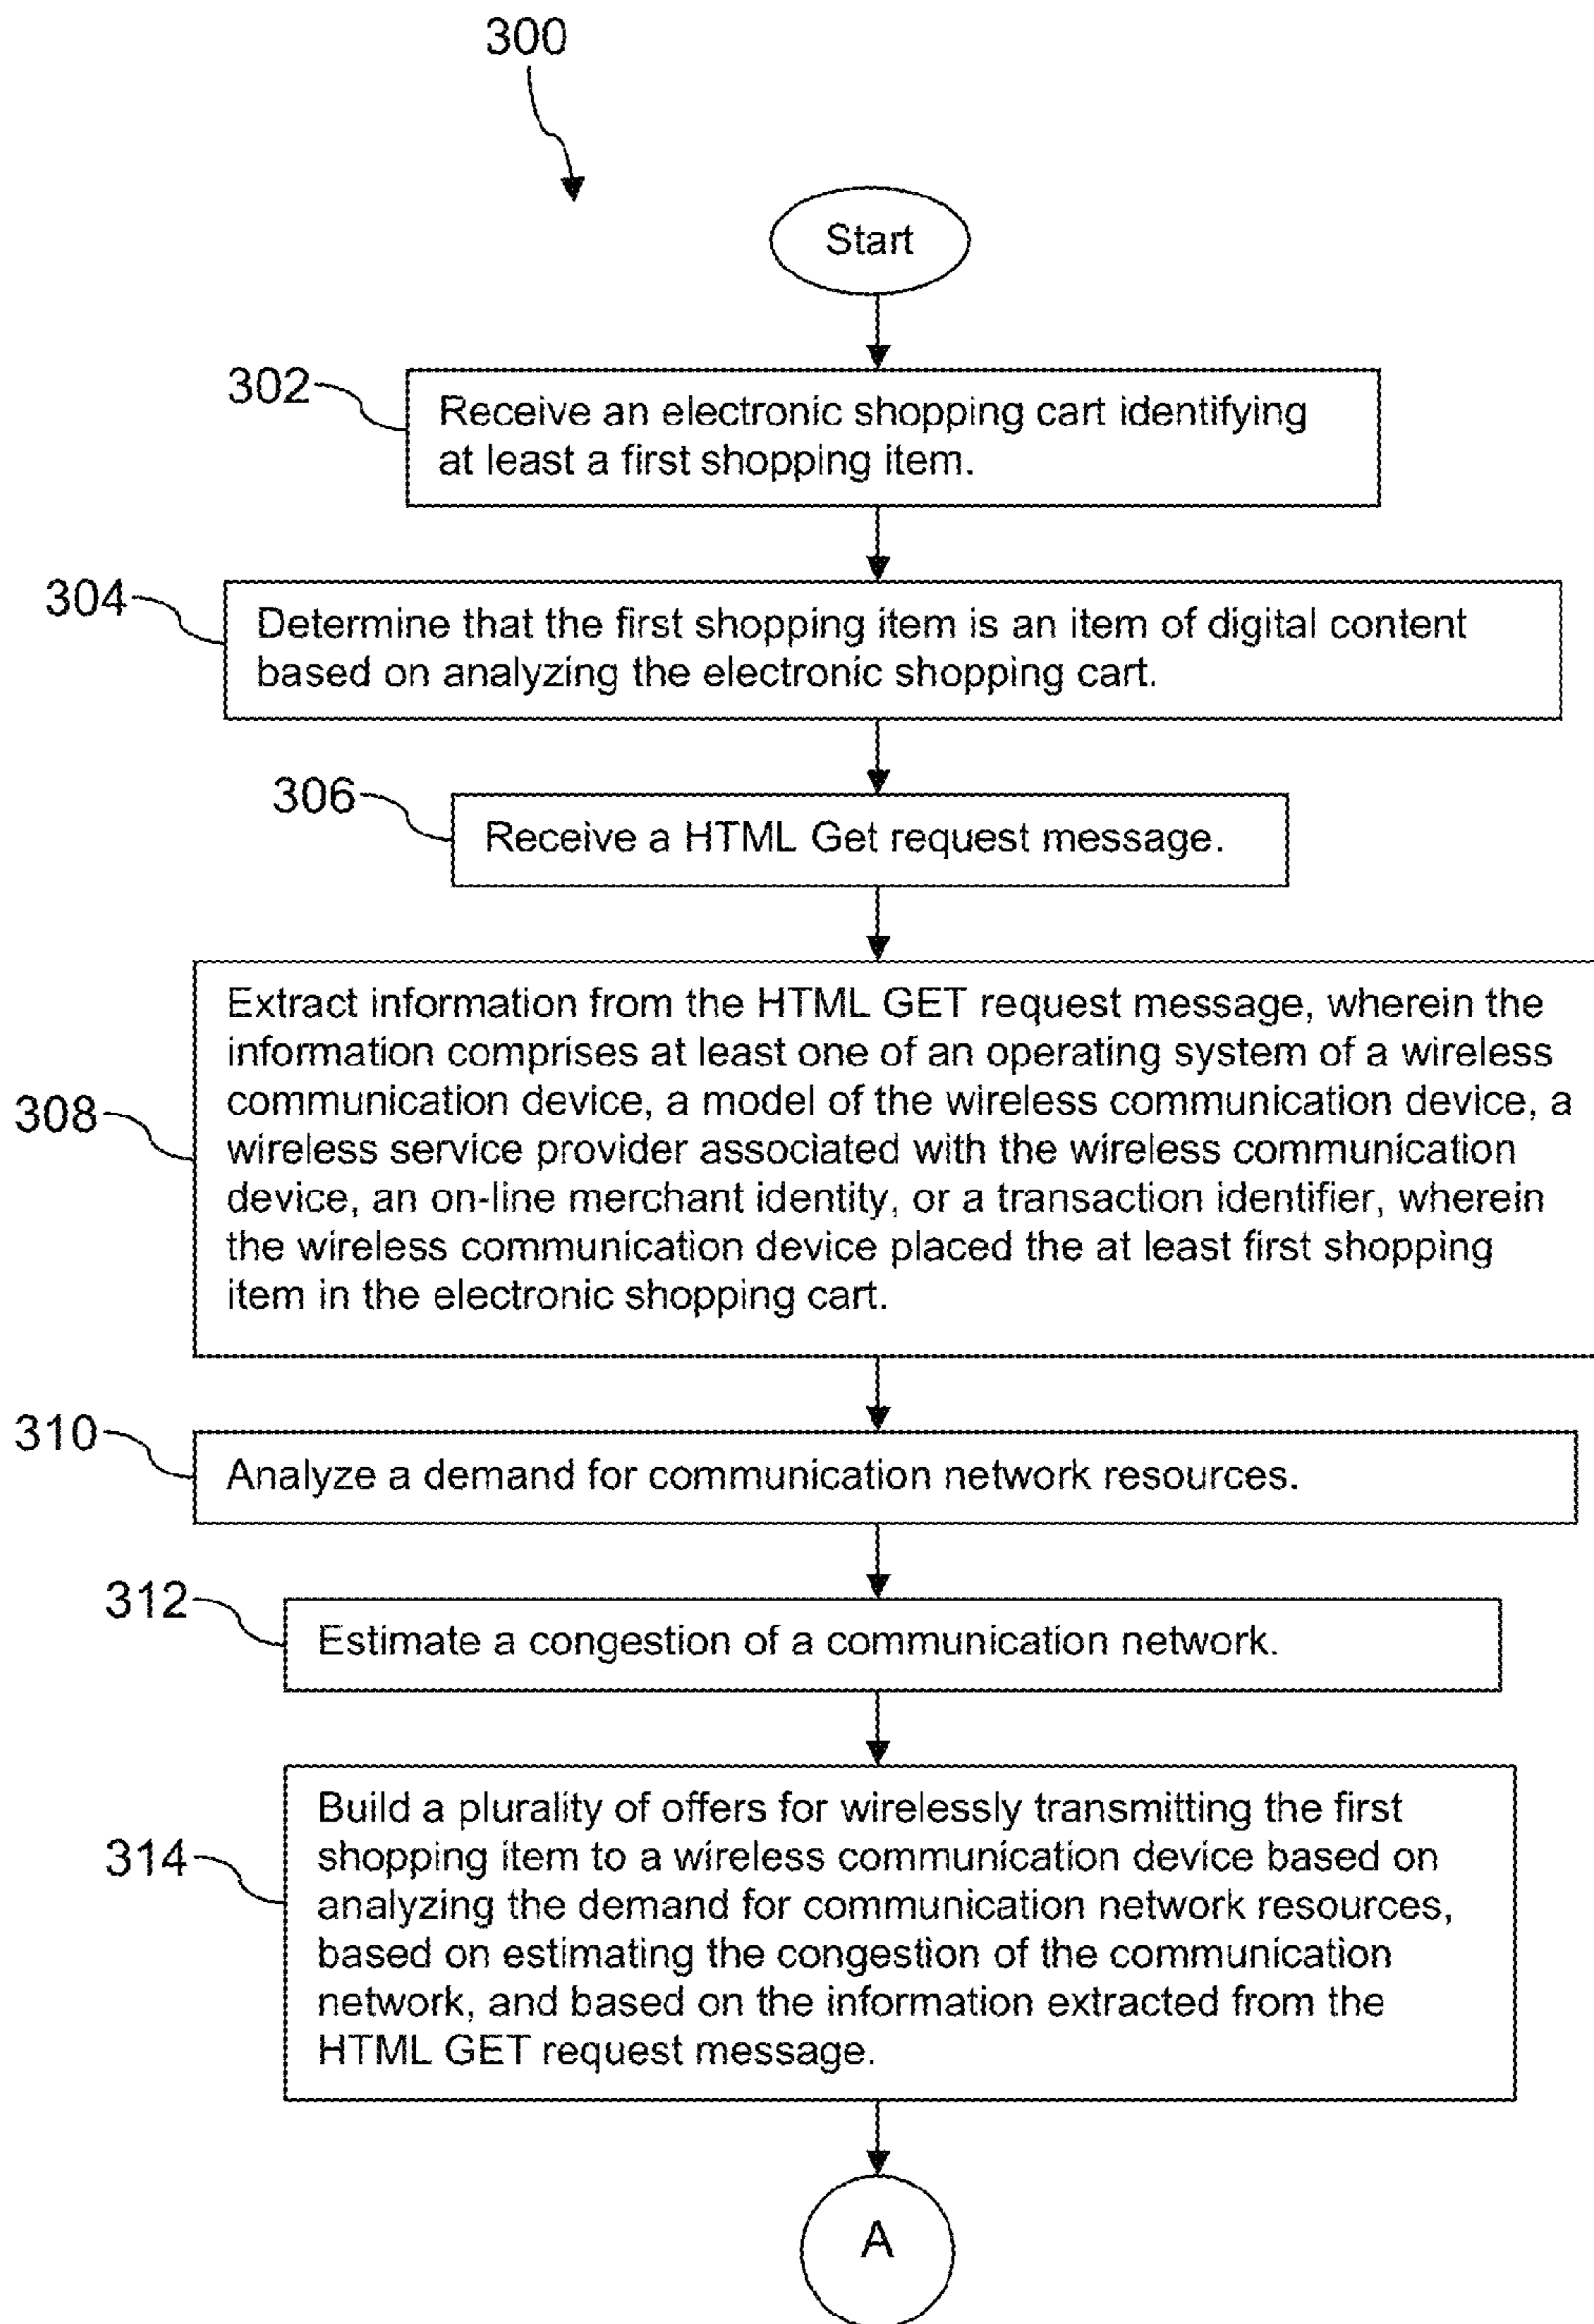 300
Start
302
Receive an electronic shopping cart identifying
at least a first shopping item.
304
Determine that the first shopping item is an item of digital content
based on analyzing the electronic shopping cart.
306
Receive a HTML Get request message.
308
Extract information from the HTML GET request message, wherein the
information comprises at least one of an operating system of a wireless
communication device, a model of the wireless communication device, a
wireless service provider associated with the wireless communication
device, an on-line merchant identity, or a transaction identifier, wherein
the wireless communication device placed the at least first shopping
item in the electronic shopping cart.
310
Analyze a demand for communication network resources.
312
Estimate a congestion of a communication network.
314
Build a plurality of offers for wirelessly transmitting the first
shopping item to a wireless communication device based on
analyzing the demand for communication network resources,
based on estimating the congestion of the communication
network, and based on the information extracted from the
HTML GET request message.
A